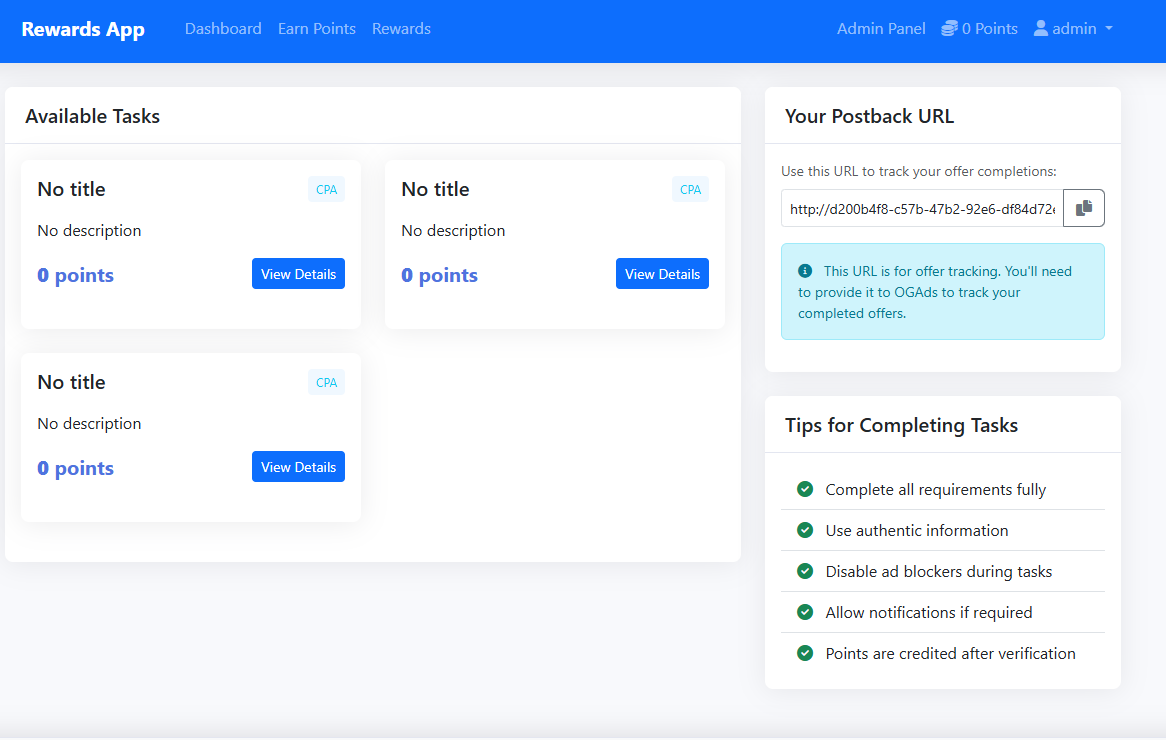 Rewards App Dashboard Earn Points Rewards Admin Panel 0 Points admin
Available Tasks
No title CPA
No description
0 points View Details
No title CPA
No description
0 points View Details
No title CPA
No description
0 points View Details
Your Postback URL
Use this URL to track your offer completions:
http://d200b4f8-c57b-47b2-92e6-df84d72e
This URL is for offer tracking. You'll need
to provide it to OGAds to track your
completed offers.
Tips for Completing Tasks
Complete all requirements fully
Use authentic information
Disable ad blockers during tasks
Allow notifications if required
Points are credited after verification